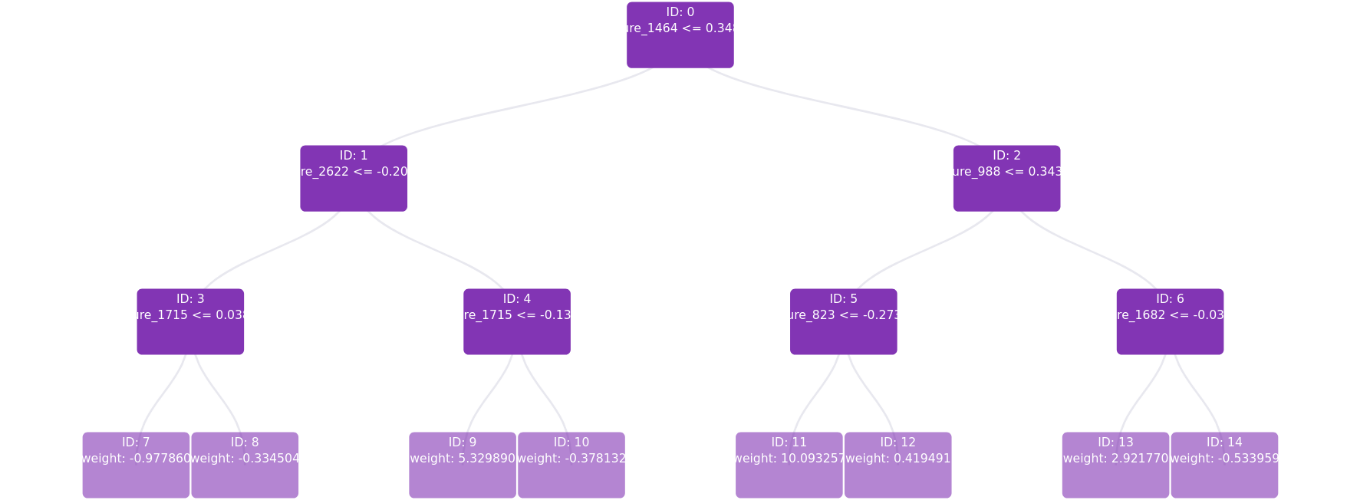 ID: 0
ure_1464 <= 0.348
ID: 1
re_2622 <= -0.20
ID: 2
ure_988 <= 0.343
ID: 3
ure_1715 <= 0.038
ID: 4
re_1715 <= -0.13
ID: 5
ure_823 <= -0.273
ID: 6
re_1682 <= -0.03
ID: 7
weight: -0.977860
ID: 8
weight: -0.334504
ID: 9
weight: 5.329890
ID: 10
weight: -0.378132
ID: 11
weight: 10.093257
ID: 12
weight: 0.419491
ID: 13
weight: 2.921770
ID: 14
weight: -0.533959